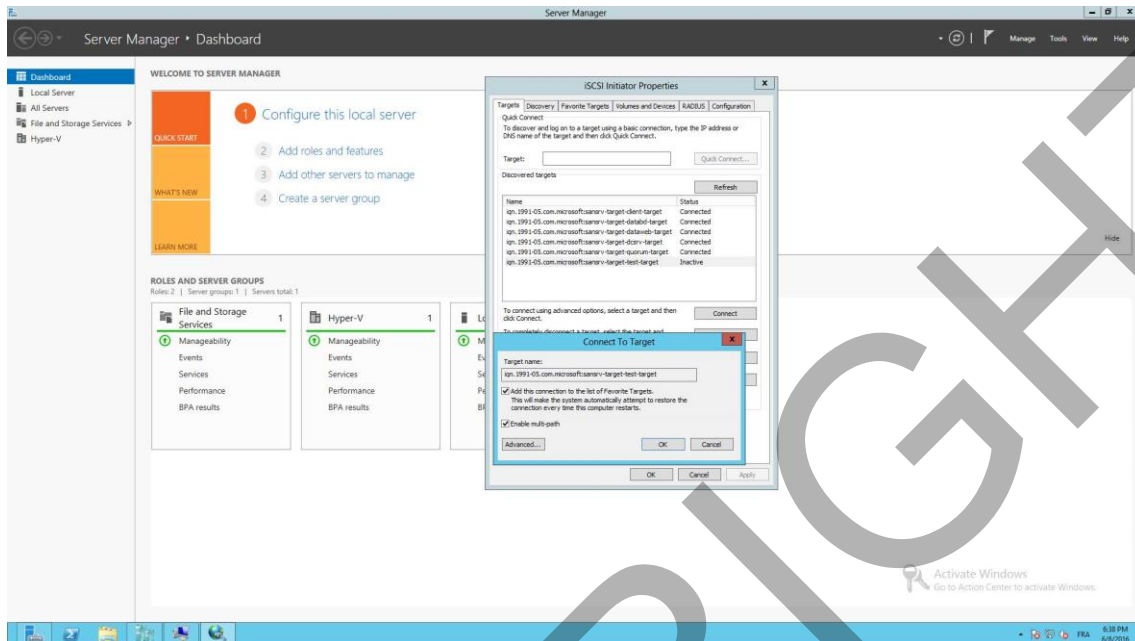 Server Manager
Server Manager • Dashboard
Manage Tools View Help
Dashboard
Local Server
All Servers
File and Storage Services
Hyper-V
WELCOME TO SERVER MANAGER
QUICK START
WHAT'S NEW
LEARN MORE
1 Configure this local server
2 Add roles and features
3 Add other servers to manage
4 Create a server group
Hide
ROLES AND SERVER GROUPS
Roles: 2 | Server groups: 1 | Servers total: 1
File and Storage Services 1
Manageability
Events
Services
Performance
BPA results
Hyper-V 1
Manageability
Events
Services
Performance
BPA results
iSCSI Initiator Properties
Targets Discovery Favorite Targets Volumes and Devices RADIUS Configuration
Quick Connect
To discover and log on to a target using a basic connection, type the IP address or
DNS name of the target and then click Quick Connect.
Target: Quick Connect...
Discovered targets
Refresh
Name Status
iqn.1991-05.com.microsoft:sansrv-target-client-target Connected
iqn.1991-05.com.microsoft:sansrv-target-databd-target Connected
iqn.1991-05.com.microsoft:sansrv-target-dataweb-target Connected
iqn.1991-05.com.microsoft:sansrv-target-dcsrv-target Connected
iqn.1991-05.com.microsoft:sansrv-target-quorum-target Connected
iqn.1991-05.com.microsoft:sansrv-target-test-target Inactive
To connect using advanced options, select a target and then
click Connect.
Connect
To completely disconnect a target, select the target and
Connect To Target
Target name:
iqn.1991-05.com.microsoft:sansrv-target-test-target
Add this connection to the list of Favorite Targets.
This will make the system automatically attempt to restore the
connection every time this computer restarts.
Enable multi-path
Advanced... OK Cancel
OK Cancel Apply
Activate Windows
Go to Action Center to activate Windows.
FRA 6:38 PM